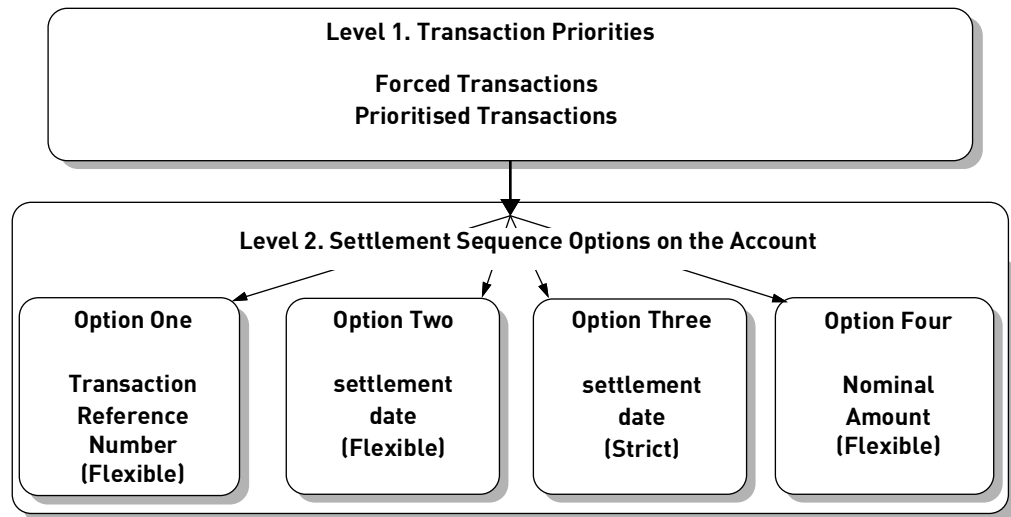 Level 1. Transaction Priorities
Forced Transactions
Prioritised Transactions
Level 2. Settlement Sequence Options on the Account
Option One
Transaction
Reference
Number
(Flexible)
Option Two
settlement
date
(Flexible)
Option Three
settlement
date
(Strict)
Option Four
Nominal
Amount
(Flexible)